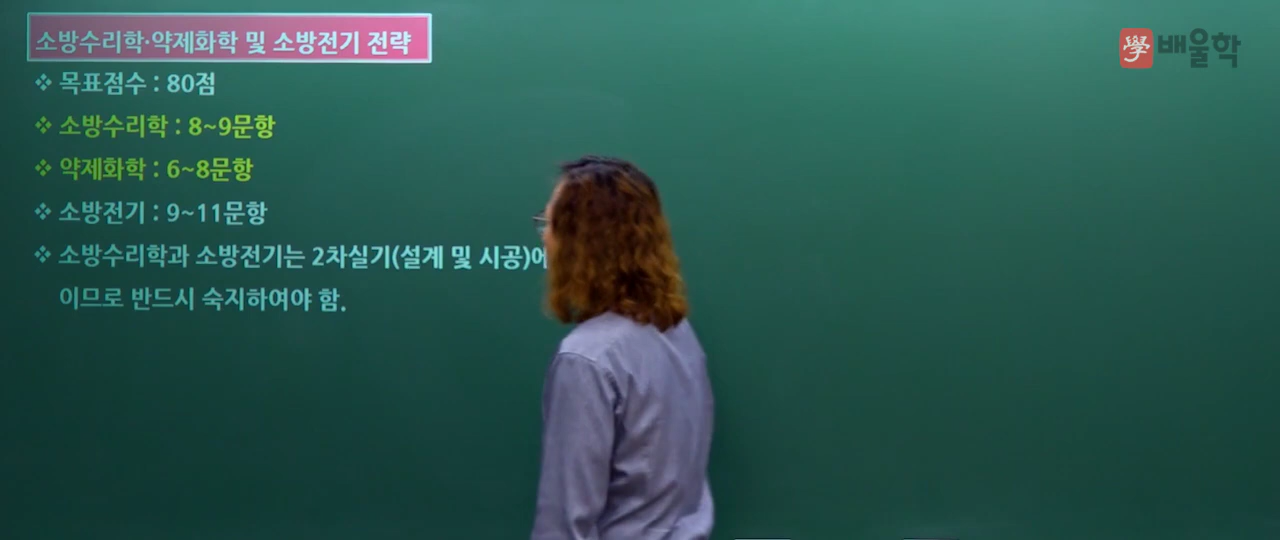 소방수리학·약제화학 및 소방전기 전략
❖ 목표점수 : 80점
❖ 소방수리학 : 8~9문항
❖ 약제화학 : 6~8문항
❖ 소방전기 : 9~11문항
❖ 소방수리학과 소방전기는 2차실기(설계 및 시공)에
이므로 반드시 숙지하여야 함.
學 배울학